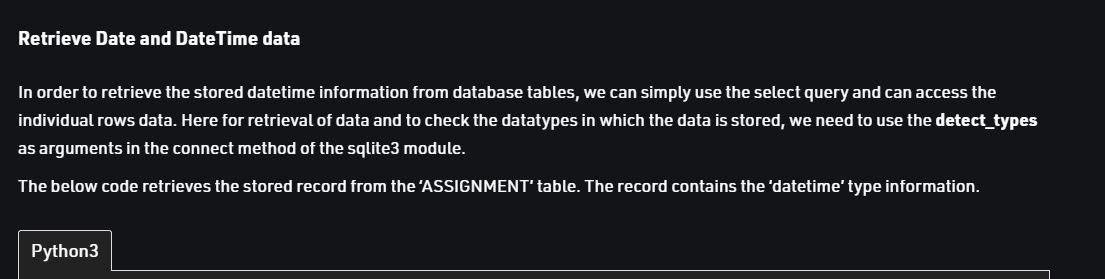 Retrieve Date and DateTime data
In order to retrieve the stored datetime information from database tables, we can simply use the select query and can access the
individual rows data. Here for retrieval of data and to check the datatypes in which the data is stored, we need to use the detect_types
as arguments in the connect method of the sqlite3 module.
The below code retrieves the stored record from the ‘ASSIGNMENT’ table. The record contains the ‘datetime’ type information.
Python3